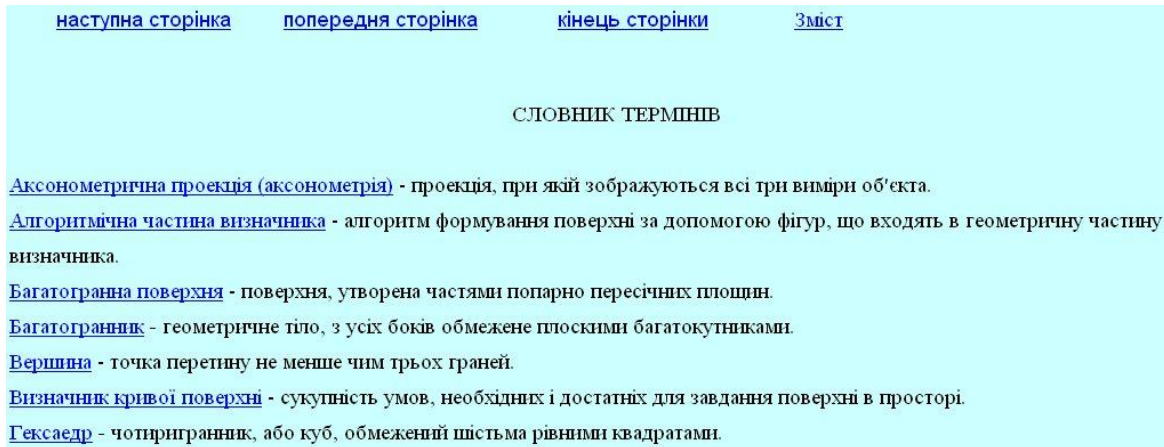 наступна сторінка попередня сторінка кінець сторінки Зміст
СЛОВНИК ТЕРМІНІВ
Аксонометрична проекція (аксонометрія) - проекція, при якій зображуються всі три виміри об'єкта.
Алгоритмічна частина визначника - алгоритм формування поверхні за допомогою фігур, що входять в геометричну частину
визначника.
Багатогранна поверхня - поверхня, утворена частями попарно пересічних площин.
Багатогранник - геометричне тіло, з усіх боків обмежене плоскими багатокутниками.
Вершина - точка перетину не менше чим трьох граней.
Визначник кривої поверхні - сукупність умов, необхідних і достатніх для завдання поверхні в просторі.
Гексаедр - чотиригранник, або куб, обмежений шістьма рівними квадратами.